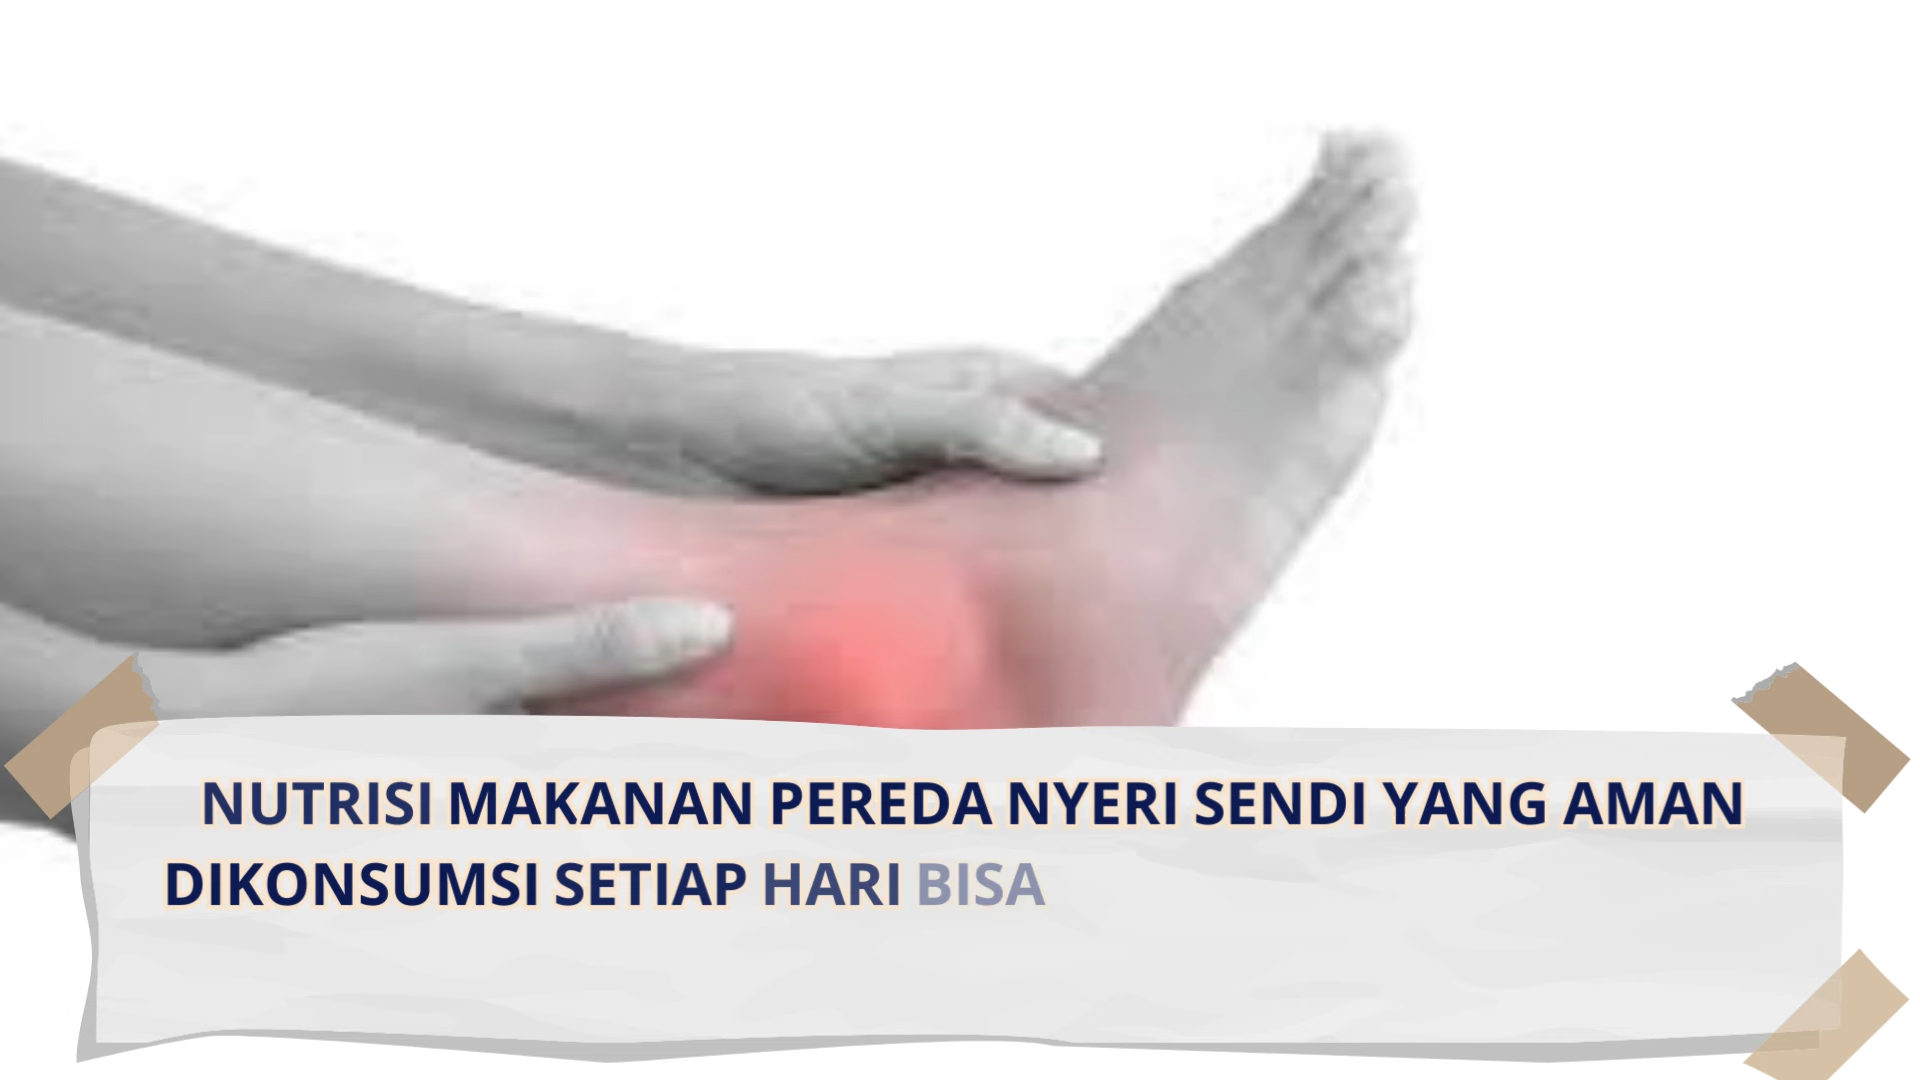 NUTRISI MAKANAN PEREDA NYERI SENDI YANG AMAN
DIKONSUMSI SETIAP HARI BISA